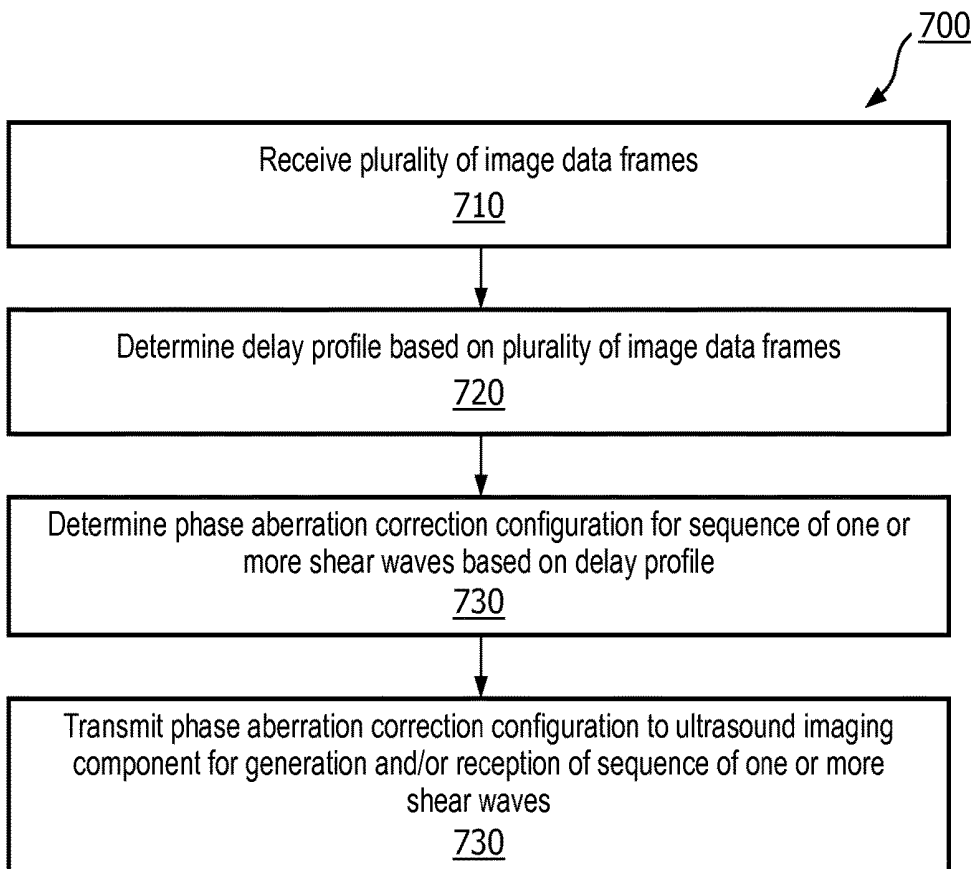 700
Receive plurality of image data frames
710
Determine delay profile based on plurality of image data frames
720
Determine phase aberration correction configuration for sequence of one or
more shear waves based on delay profile
730
Transmit phase aberration correction configuration to ultrasound imaging
component for generation and/or reception of sequence of one or more
shear waves
730